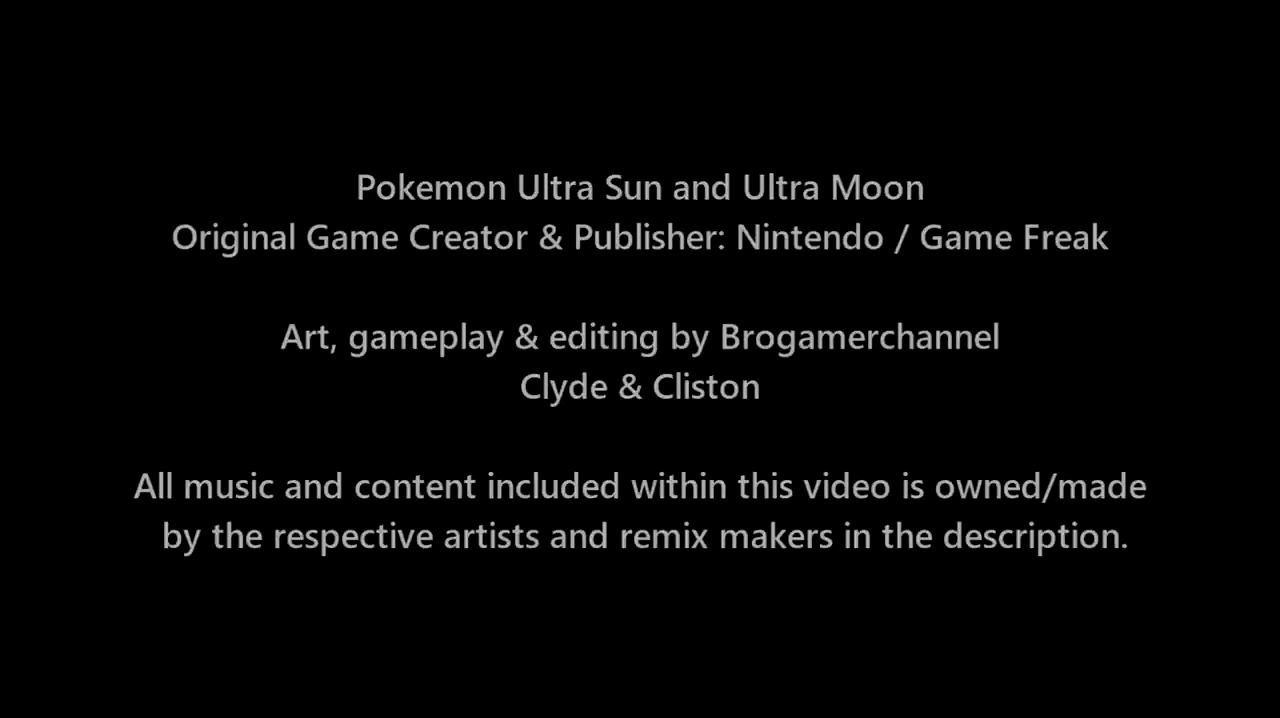 Pokemon Ultra Sun and Ultra Moon
Original Game Creator & Publisher: Nintendo / Game Freak
Art, gameplay & editing by Brogamerchannel
Clyde & Cliston
All music and content included within this video is owned/made
by the respective artists and remix makers in the description.